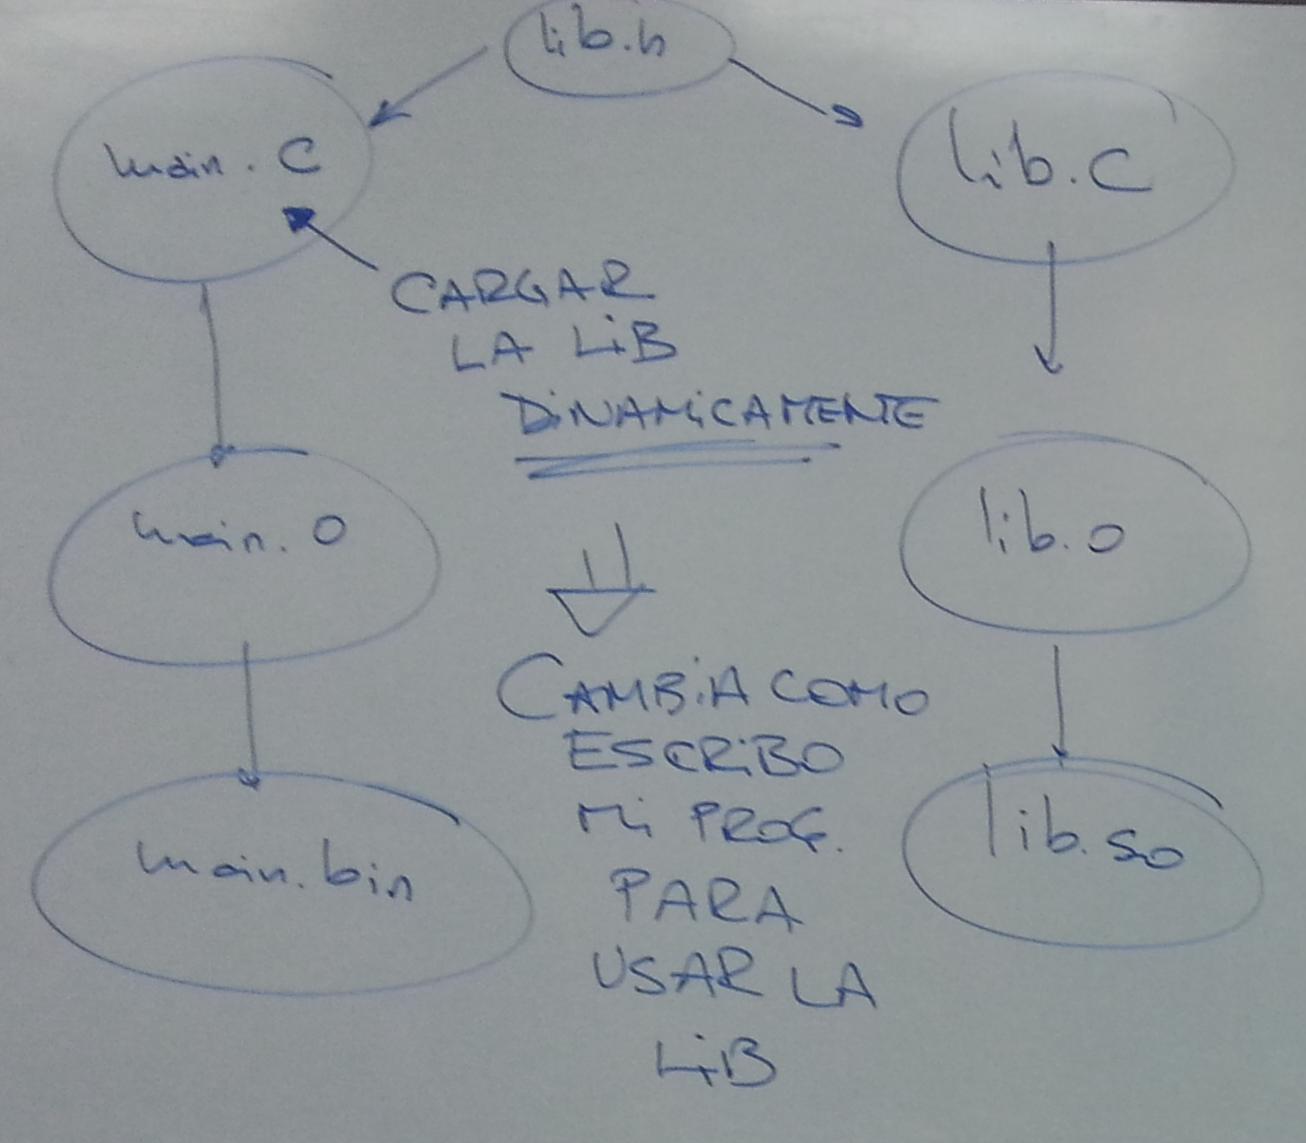 lib.h
main.c
lib.c
CARGAR
LA LIB
DINAMICAMENTE
main.o
lib.o
CAMBIA COMO
ESCRIBO
MI PROG.
PARA
USAR LA
LIB
main.bin
lib.so